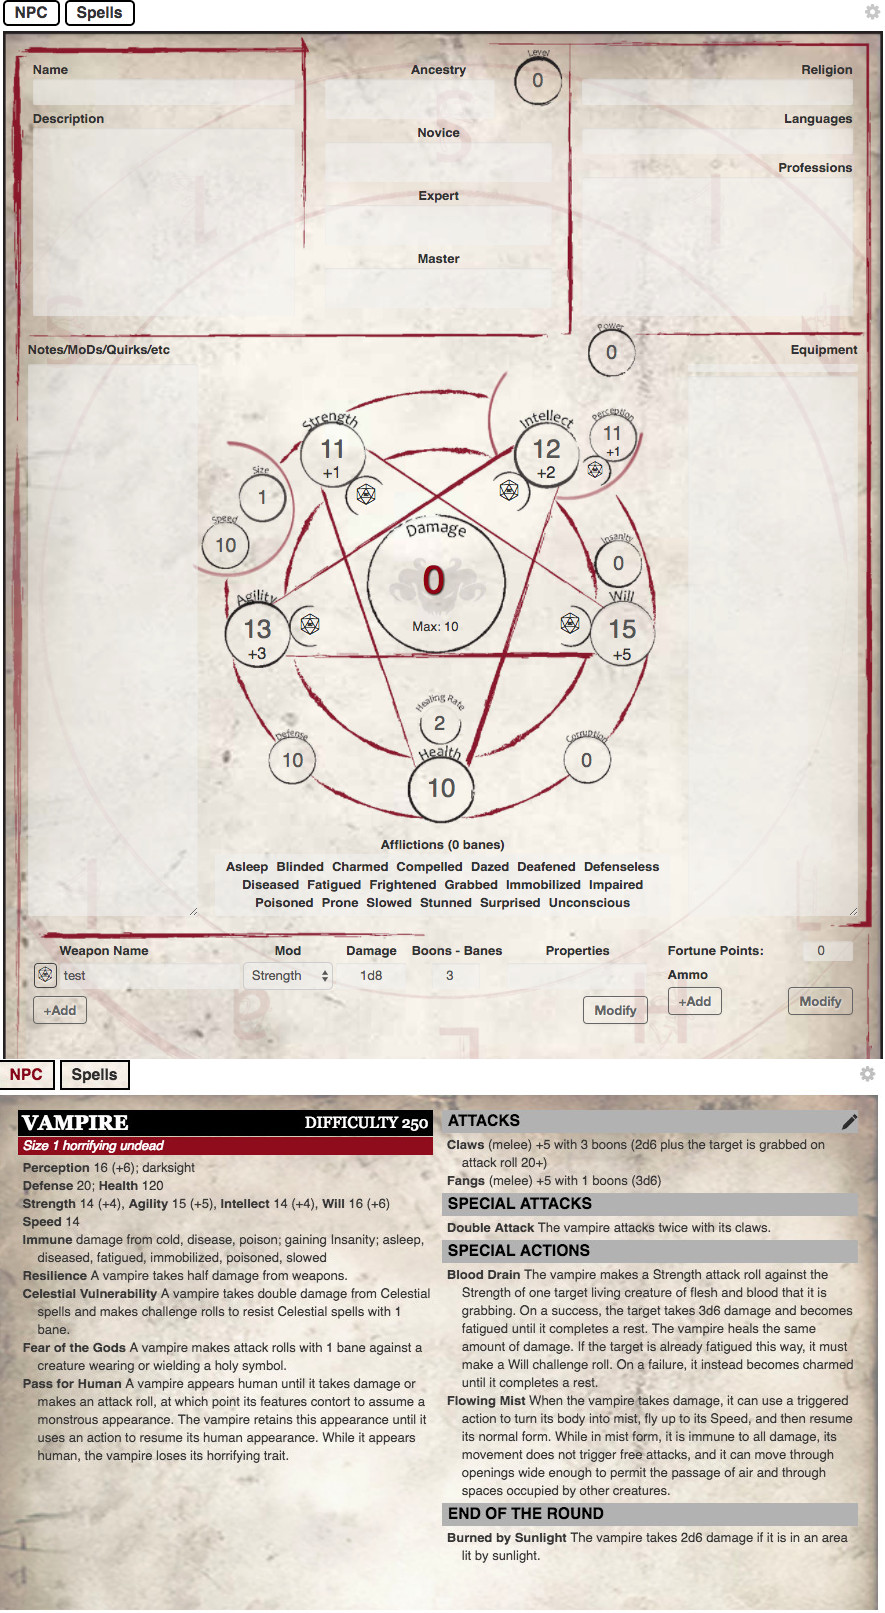 NPC Spells
Level
Name Ancestry 0 Religion
Description Languages
Novice
Professions
Expert
Master
Power
0
Notes/MoDs/Quirks/etc Equipment
Strength Intellect Perception
11 12 11
+1 +2 +1
Size
1
Speed
10
Damage
0
Max: 10
Insanity
0
Agility Will
13 15
+3 +5
Healing Rate
2
Defense Health Corruption
10 10 0
Afflictions (0 banes)
Asleep Blinded Charmed Compelled Dazed Deafened Defenseless
Diseased Fatigued Frightened Grabbed Immobilized Impaired
Poisoned Prone Slowed Stunned Surprised Unconscious
Weapon Name Mod Damage Boons - Banes Properties Fortune Points: 0
test Strength 1d8 3 Ammo
+Add Modify +Add Modify
NPC Spells
VAMPIRE DIFFICULTY 250
Size 1 horrifying undead
Perception 16 (+6); darksight
Defense 20; Health 120
Strength 14 (+4), Agility 15 (+5), Intellect 14 (+4), Will 16 (+6)
Speed 14
Immune damage from cold, disease, poison; gaining Insanity; asleep,
diseased, fatigued, immobilized, poisoned, slowed
Resilience A vampire takes half damage from weapons.
Celestial Vulnerability A vampire takes double damage from Celestial
spells and makes challenge rolls to resist Celestial spells with 1
bane.
Fear of the Gods A vampire makes attack rolls with 1 bane against a
creature wearing or wielding a holy symbol.
Pass for Human A vampire appears human until it takes damage or
makes an attack roll, at which point its features contort to assume a
monstrous appearance. The vampire retains this appearance until it
uses an action to resume its human appearance. While it appears
human, the vampire loses its horrifying trait.
ATTACKS
Claws (melee) +5 with 3 boons (2d6 plus the target is grabbed on
attack roll 20+)
Fangs (melee) +5 with 1 boons (3d6)
SPECIAL ATTACKS
Double Attack The vampire attacks twice with its claws.
SPECIAL ACTIONS
Blood Drain The vampire makes a Strength attack roll against the
Strength of one target living creature of flesh and blood that it is
grabbing. On a success, the target takes 3d6 damage and becomes
fatigued until it completes a rest. The vampire heals the same
amount of damage. If the target is already fatigued this way, it must
make a Will challenge roll. On a failure, it instead becomes charmed
until it completes a rest.
Flowing Mist When the vampire takes damage, it can use a triggered
action to turn its body into mist, fly up to its Speed, and then resume
its normal form. While in mist form, it is immune to all damage, its
movement does not trigger free attacks, and it can move through
openings wide enough to permit the passage of air and through
spaces occupied by other creatures.
END OF THE ROUND
Burned by Sunlight The vampire takes 2d6 damage if it is in an area
lit by sunlight.